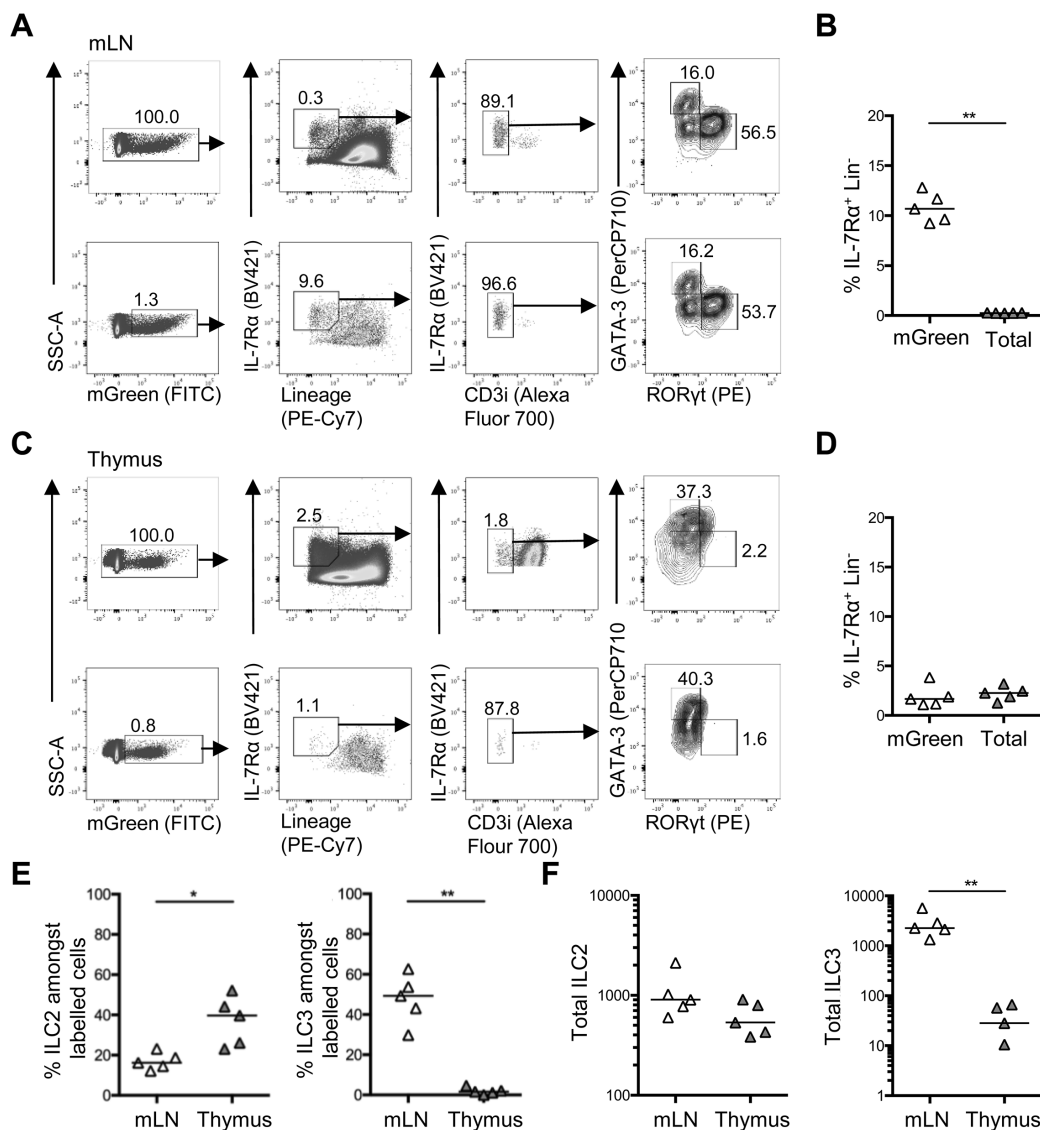 A
mLN
100.0
0.3
89.1
16.0
56.5
1.3
9.6
96.6
16.2
53.7
SSC-A
IL-7Rα (BV421)
IL-7Rα (BV421)
GATA-3 (PerCP710)
mGreen (FITC)
Lineage
(PE-Cy7)
CD3i (Alexa
Fluor 700)
RORγt (PE)
B
% IL-7Rα+ Lin-
20
15
10
5
0
**
mGreen
Total
C
Thymus
100.0
2.5
1.8
37.3
2.2
0.8
1.1
87.8
40.3
1.6
SSC-A
IL-7Rα (BV421)
IL-7Rα (BV421)
GATA-3 (PerCP710
mGreen (FITC)
Lineage
(PE-Cy7)
CD3i (Alexa
Flour 700)
RORγt (PE)
D
% IL-7Rα+ Lin-
20
15
10
5
0
mGreen
Total
E
% ILC2 amongst
labelled cells
100
80
60
40
20
0
*
mLN
Thymus
% ILC3 amongst
labelled cells
100
80
60
40
20
0
**
mLN
Thymus
F
Total ILC2
10000
1000
100
mLN
Thymus
Total ILC3
10000
1000
100
10
1
**
mLN
Thymus